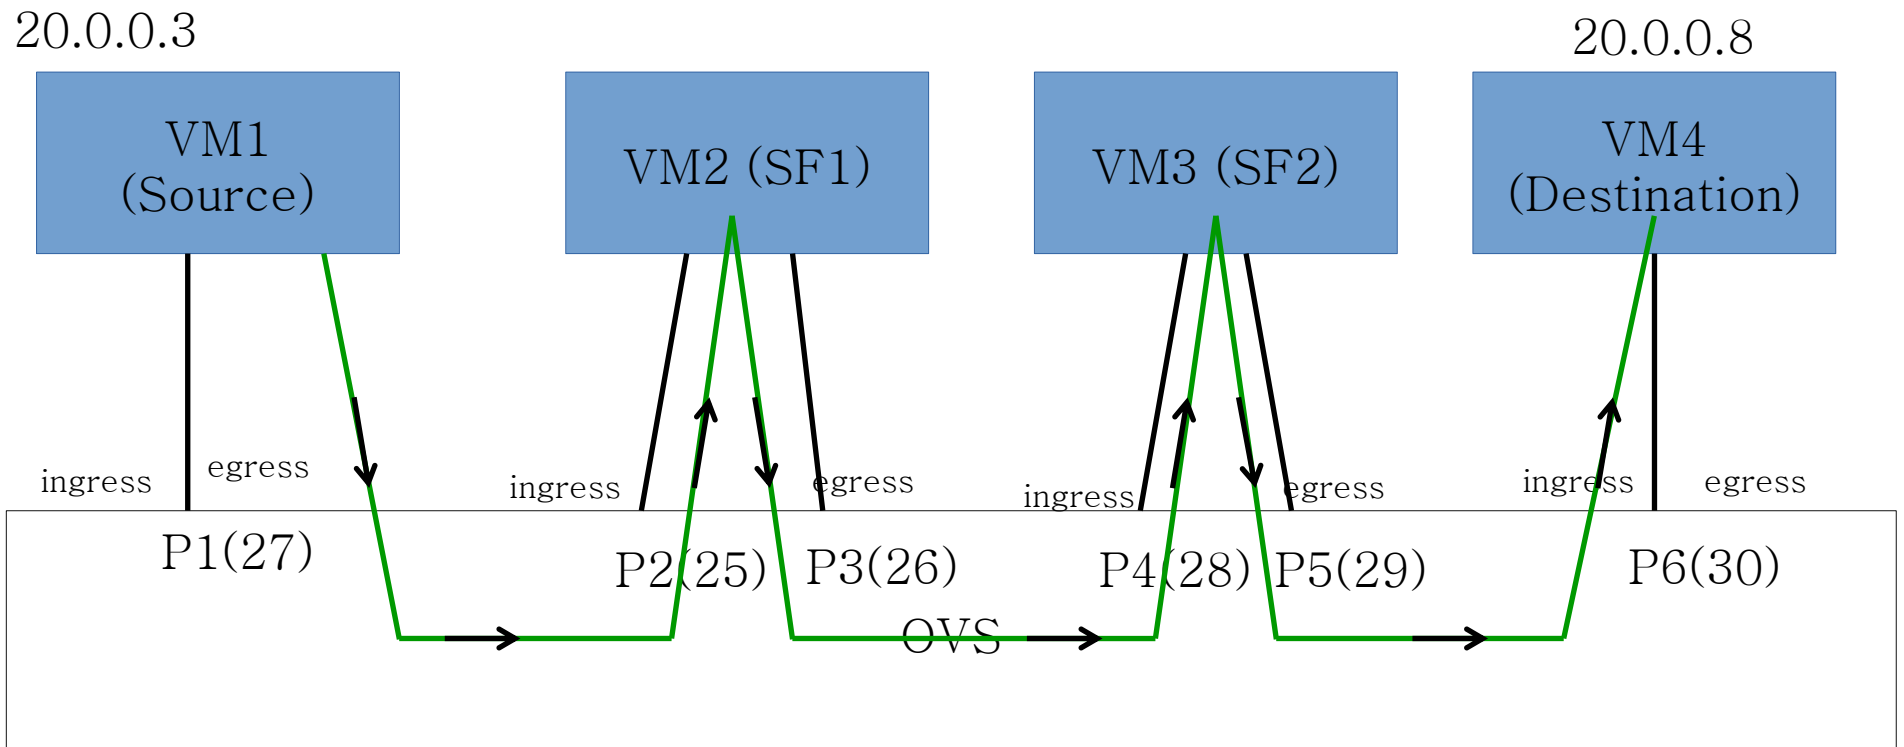 20.0.0.3
20.0.0.8
VM1
(Source)
VM2 (SF1)
VM3 (SF2)
VM4
(Destination)
ingress
egress
ingress
egress
ingress
egress
ingress
egress
P1(27)
P2(25)
P3(26)
P4(28)
P5(29)
P6(30)
OVS